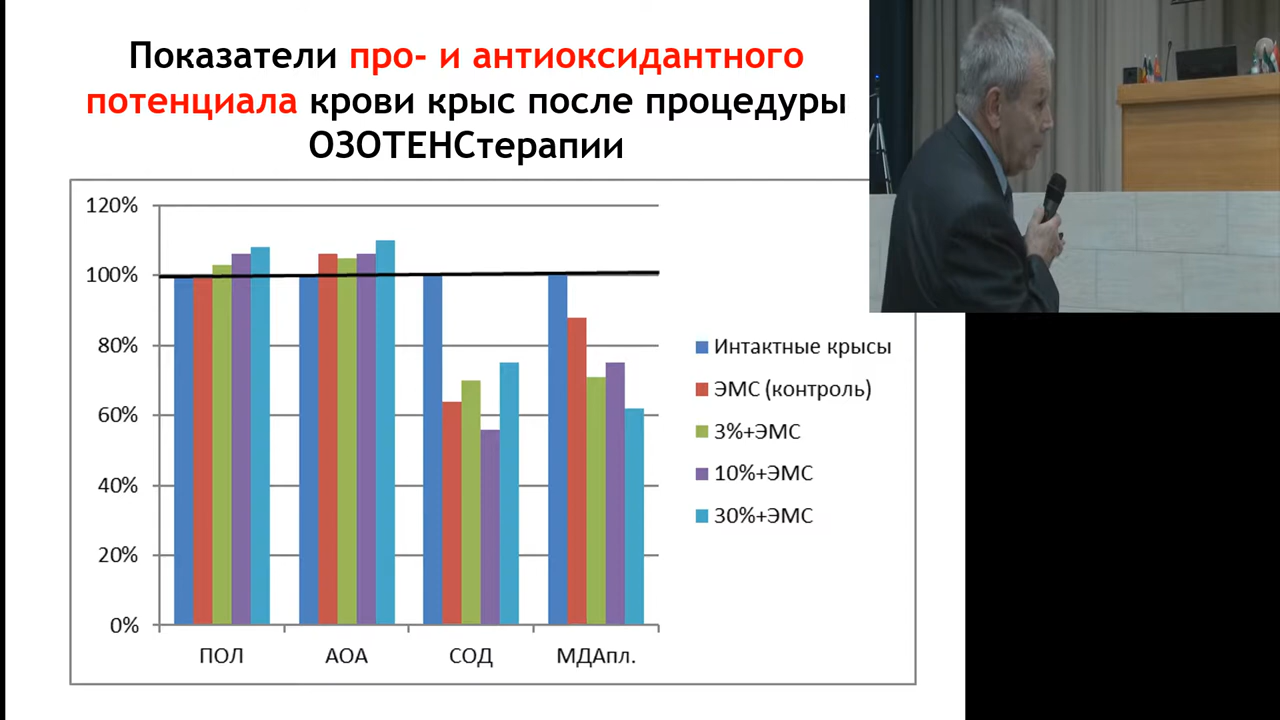 Показатели про- и антиоксидантного
потенциала крови крыс после процедуры
ОЗОТЕНСтерапии
120%
100%
80%
60%
40%
20%
0%
ПОЛ
АОА
СОД
МДАпл.
Интактные крысы
ЭМС (контроль)
3%+ЭМС
10%+ЭМС
30%+ЭМС